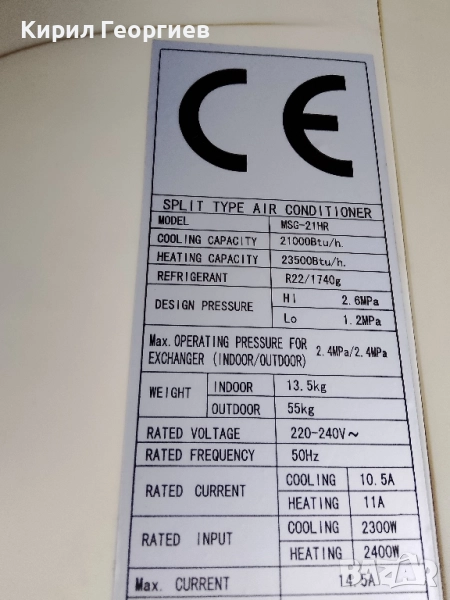 Кирил Георгиев
CE
SPLIT TYPE AIR CONDITIONER
MODEL MSG-21HR
COOLING CAPACITY 21000Btu/h.
HEATING CAPACITY 23500Btu/h.
REFRIGERANT R22/1740g
DESIGN PRESSURE Hi 2.6MPa
Lo 1.2MPa
Max. OPERATING PRESSURE FOR
EXCHANGER (INDOOR/OUTDOOR) 2.4MPa/2.4MPa
WEIGHT INDOOR 13.5kg
OUTDOOR 55kg
RATED VOLTAGE 220-240V~
RATED FREQUENCY 50Hz
RATED CURRENT COOLING 10.5A
HEATING 11A
RATED INPUT COOLING 2300W
HEATING 2400W
Max. CURRENT 14.5A
BAZAR